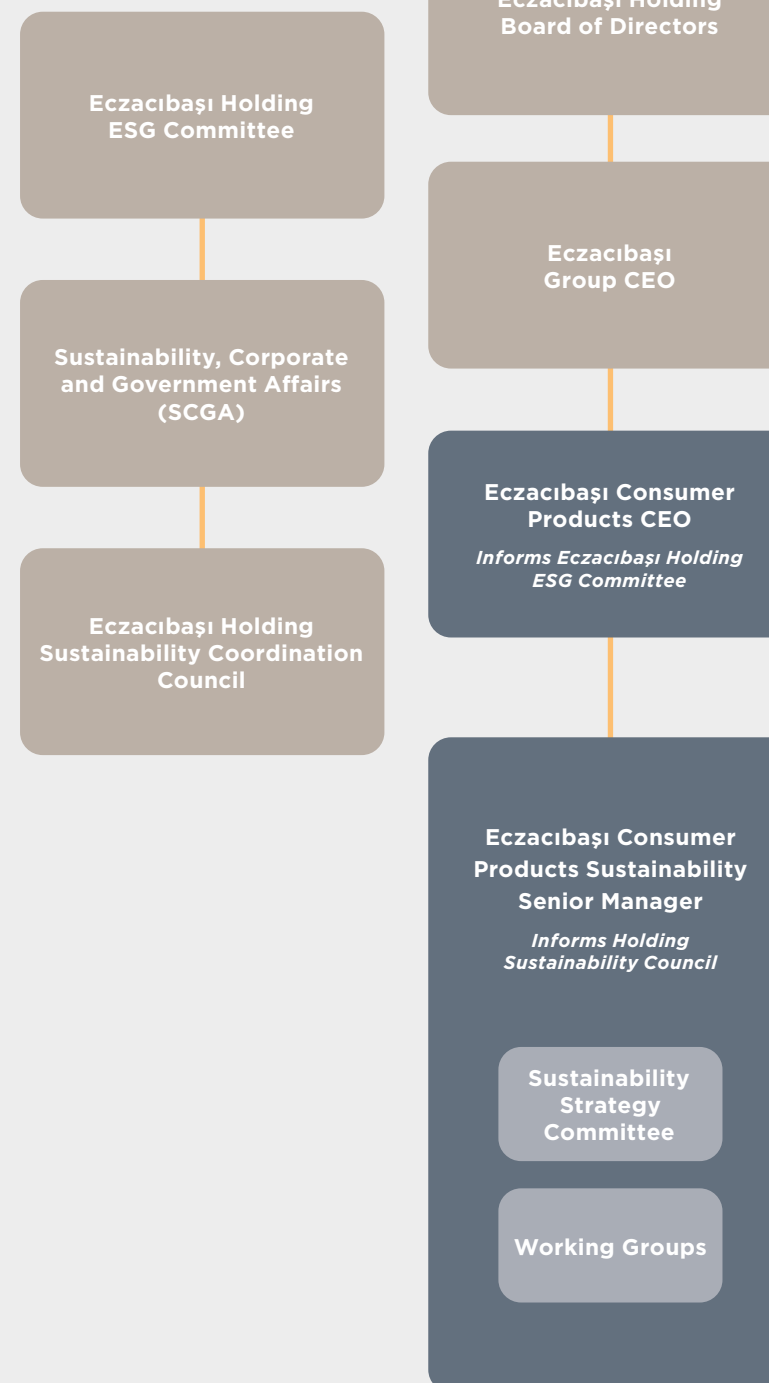 Eczacıbaşı Holding
ESG Committee
Sustainability, Corporate
and Government Affairs
(SCGA)
Eczacıbaşı Holding
Sustainability Coordination
Council
Eczacıbaşı Holding
Board of Directors
Eczacıbaşı
Group CEO
Eczacıbaşı Consumer
Products CEO
Informs Eczacıbaşı Holding
ESG Committee
Eczacıbaşı Consumer
Products Sustainability
Senior Manager
Informs Holding
Sustainability Council
Sustainability
Strategy
Committee
Working Groups